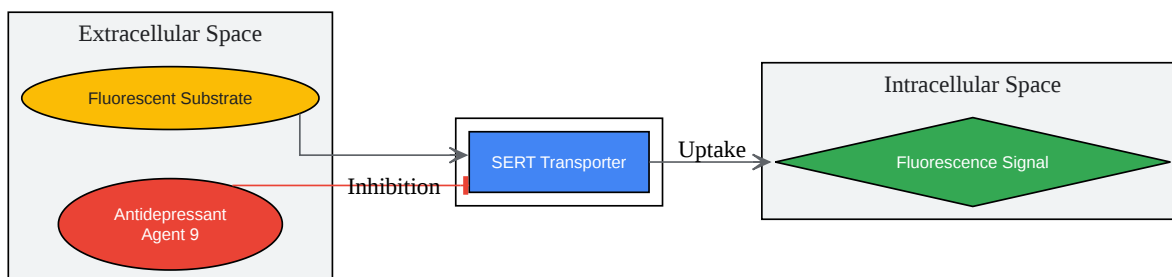 Extracellular Space
Fluorescent Substrate
Antidepressant
Agent 9
Inhibition
SERT Transporter
Uptake
Intracellular Space
Fluorescence Signal